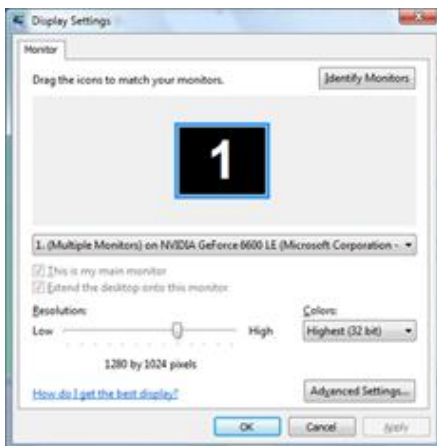 Display Settings
Monitor
Drag the icons to match your monitors.
Identify Monitors
1
1. (Multiple Monitors) on NVIDIA GeForce 6600 LE (Microsoft Corporation -
This is my main monitor
Extend the desktop onto this monitor
Resolution:
Colors:
Low
High
Highest (32 bit)
1280 by 1024 pixels
How do I get the best display?
Advanced Settings...
OK
Cancel
Apply